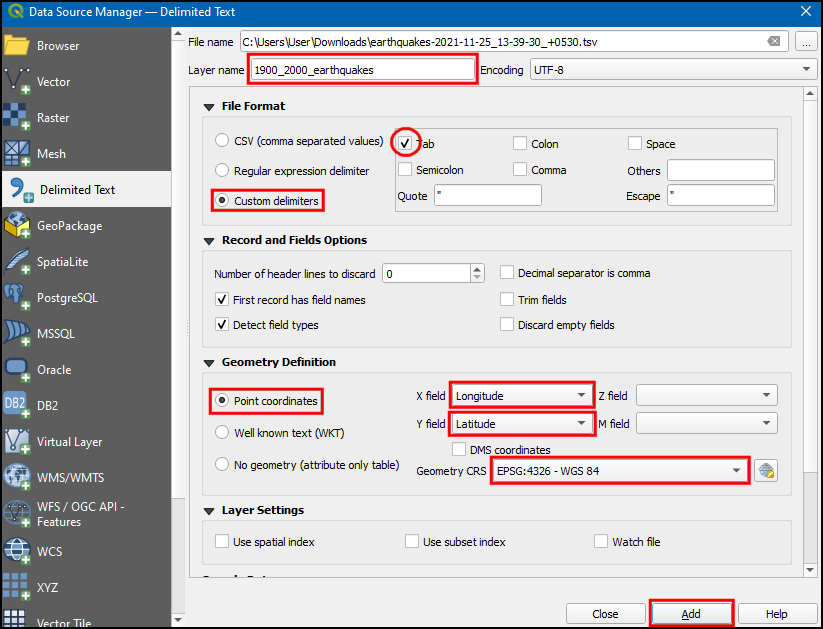 Data Source Manager — Delimited Text
Browser
Vector
Raster
Mesh
Delimited Text
GeoPackage
SpatiaLite
PostgreSQL
MSSQL
Oracle
DB2
DB2
Virtual Layer
WMS/WMTS
WFS / OGC API -
Features
WCS
XYZ
Vector Tile
File name C:\Users\User\Downloads\earthquakes-2021-11-25_13-39-30_+0530.tsv ...
Layer name 1900_2000_earthquakes Encoding UTF-8
File Format
CSV (comma separated values) Tab Colon Space
Regular expression delimiter Semicolon Comma Others
Custom delimiters Quote " Escape "
Record and Fields Options
Number of header lines to discard 0 Decimal separator is comma
First record has field names Trim fields
Detect field types Discard empty fields
Geometry Definition
Point coordinates X field Longitude Z field
Well known text (WKT) Y field Latitude M field
DMS coordinates
No geometry (attribute only table) Geometry CRS EPSG:4326 - WGS 84
Layer Settings
Use spatial index Use subset index Watch file
Close Add Help